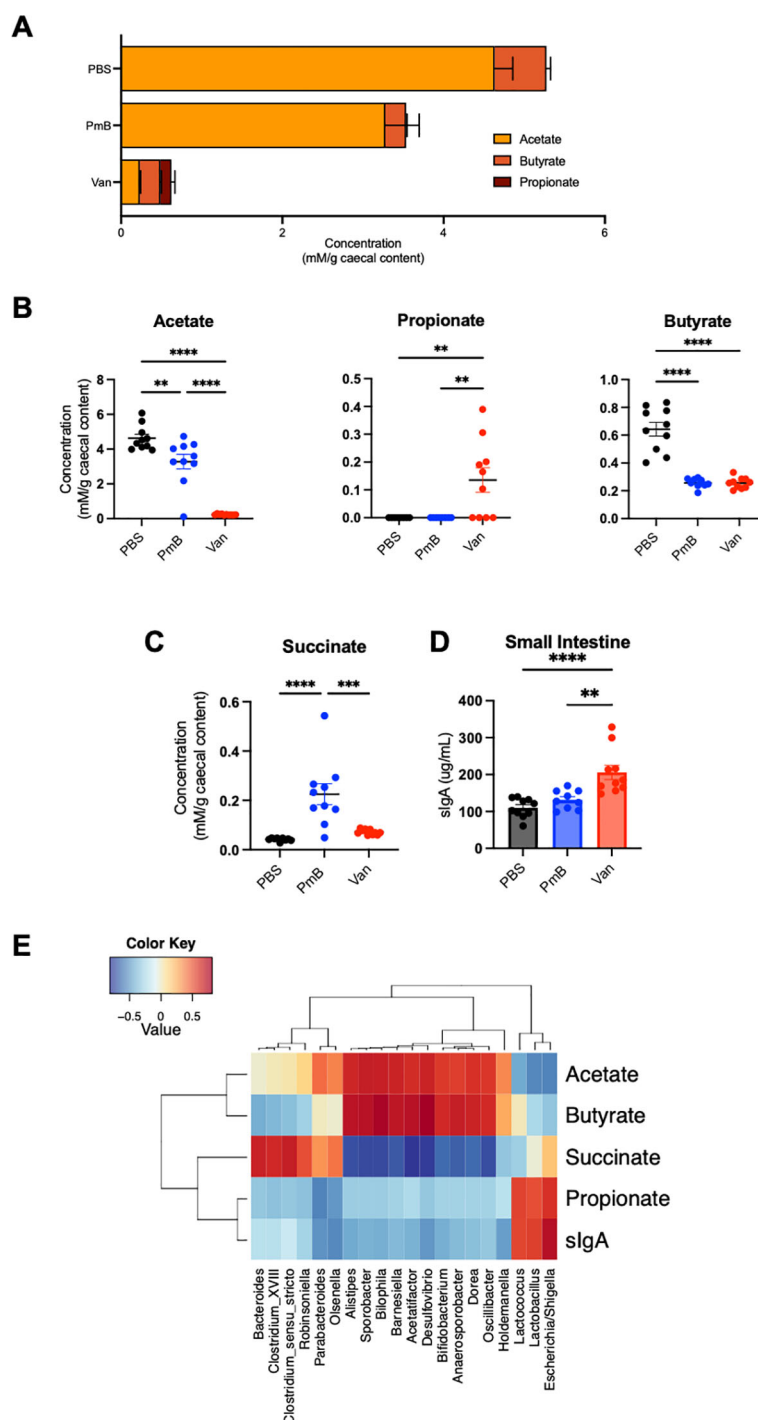 A
PBS
PmB
Van
Acetate
Butyrate
Propionate
0 2 4 6
Concentration
(mM/g caecal content)
B
Acetate
Propionate
Butyrate
**** 
** ****
**
**
****
****
Concentration
(mM/g caecal content)
8
6
4
2
0
0.5
0.4
0.3
0.2
0.1
0.0
1.0
0.8
0.6
0.4
0.2
0.0
PBS PmB Van
PBS PmB Van
PBS PmB Van
C
Succinate
**** ***
Concentration
(mM/g caecal content)
0.6
0.4
0.2
0.0
PBS PmB Van
D
Small Intestine
****
**
sIgA (ug/mL)
400
300
200
100
0
PBS PmB Van
E
Color Key
−0.5 0 0.5
Value
Acetate
Butyrate
Succinate
Propionate
sIgA
Bacteroides
Clostridium_XVIII
Clostridium_sensu_stricto
Robinsoniella
Parabacteroides
Olsenella
Alistipes
Sporobacter
Bilophila
Barnesiella
Acetatifactor
Desulfovibrio
Bifidobacterium
Anaerosporobacter
Dorea
Oscillibacter
Holdemanella
Lactococcus
Lactobacillus
Escherichia/Shigella